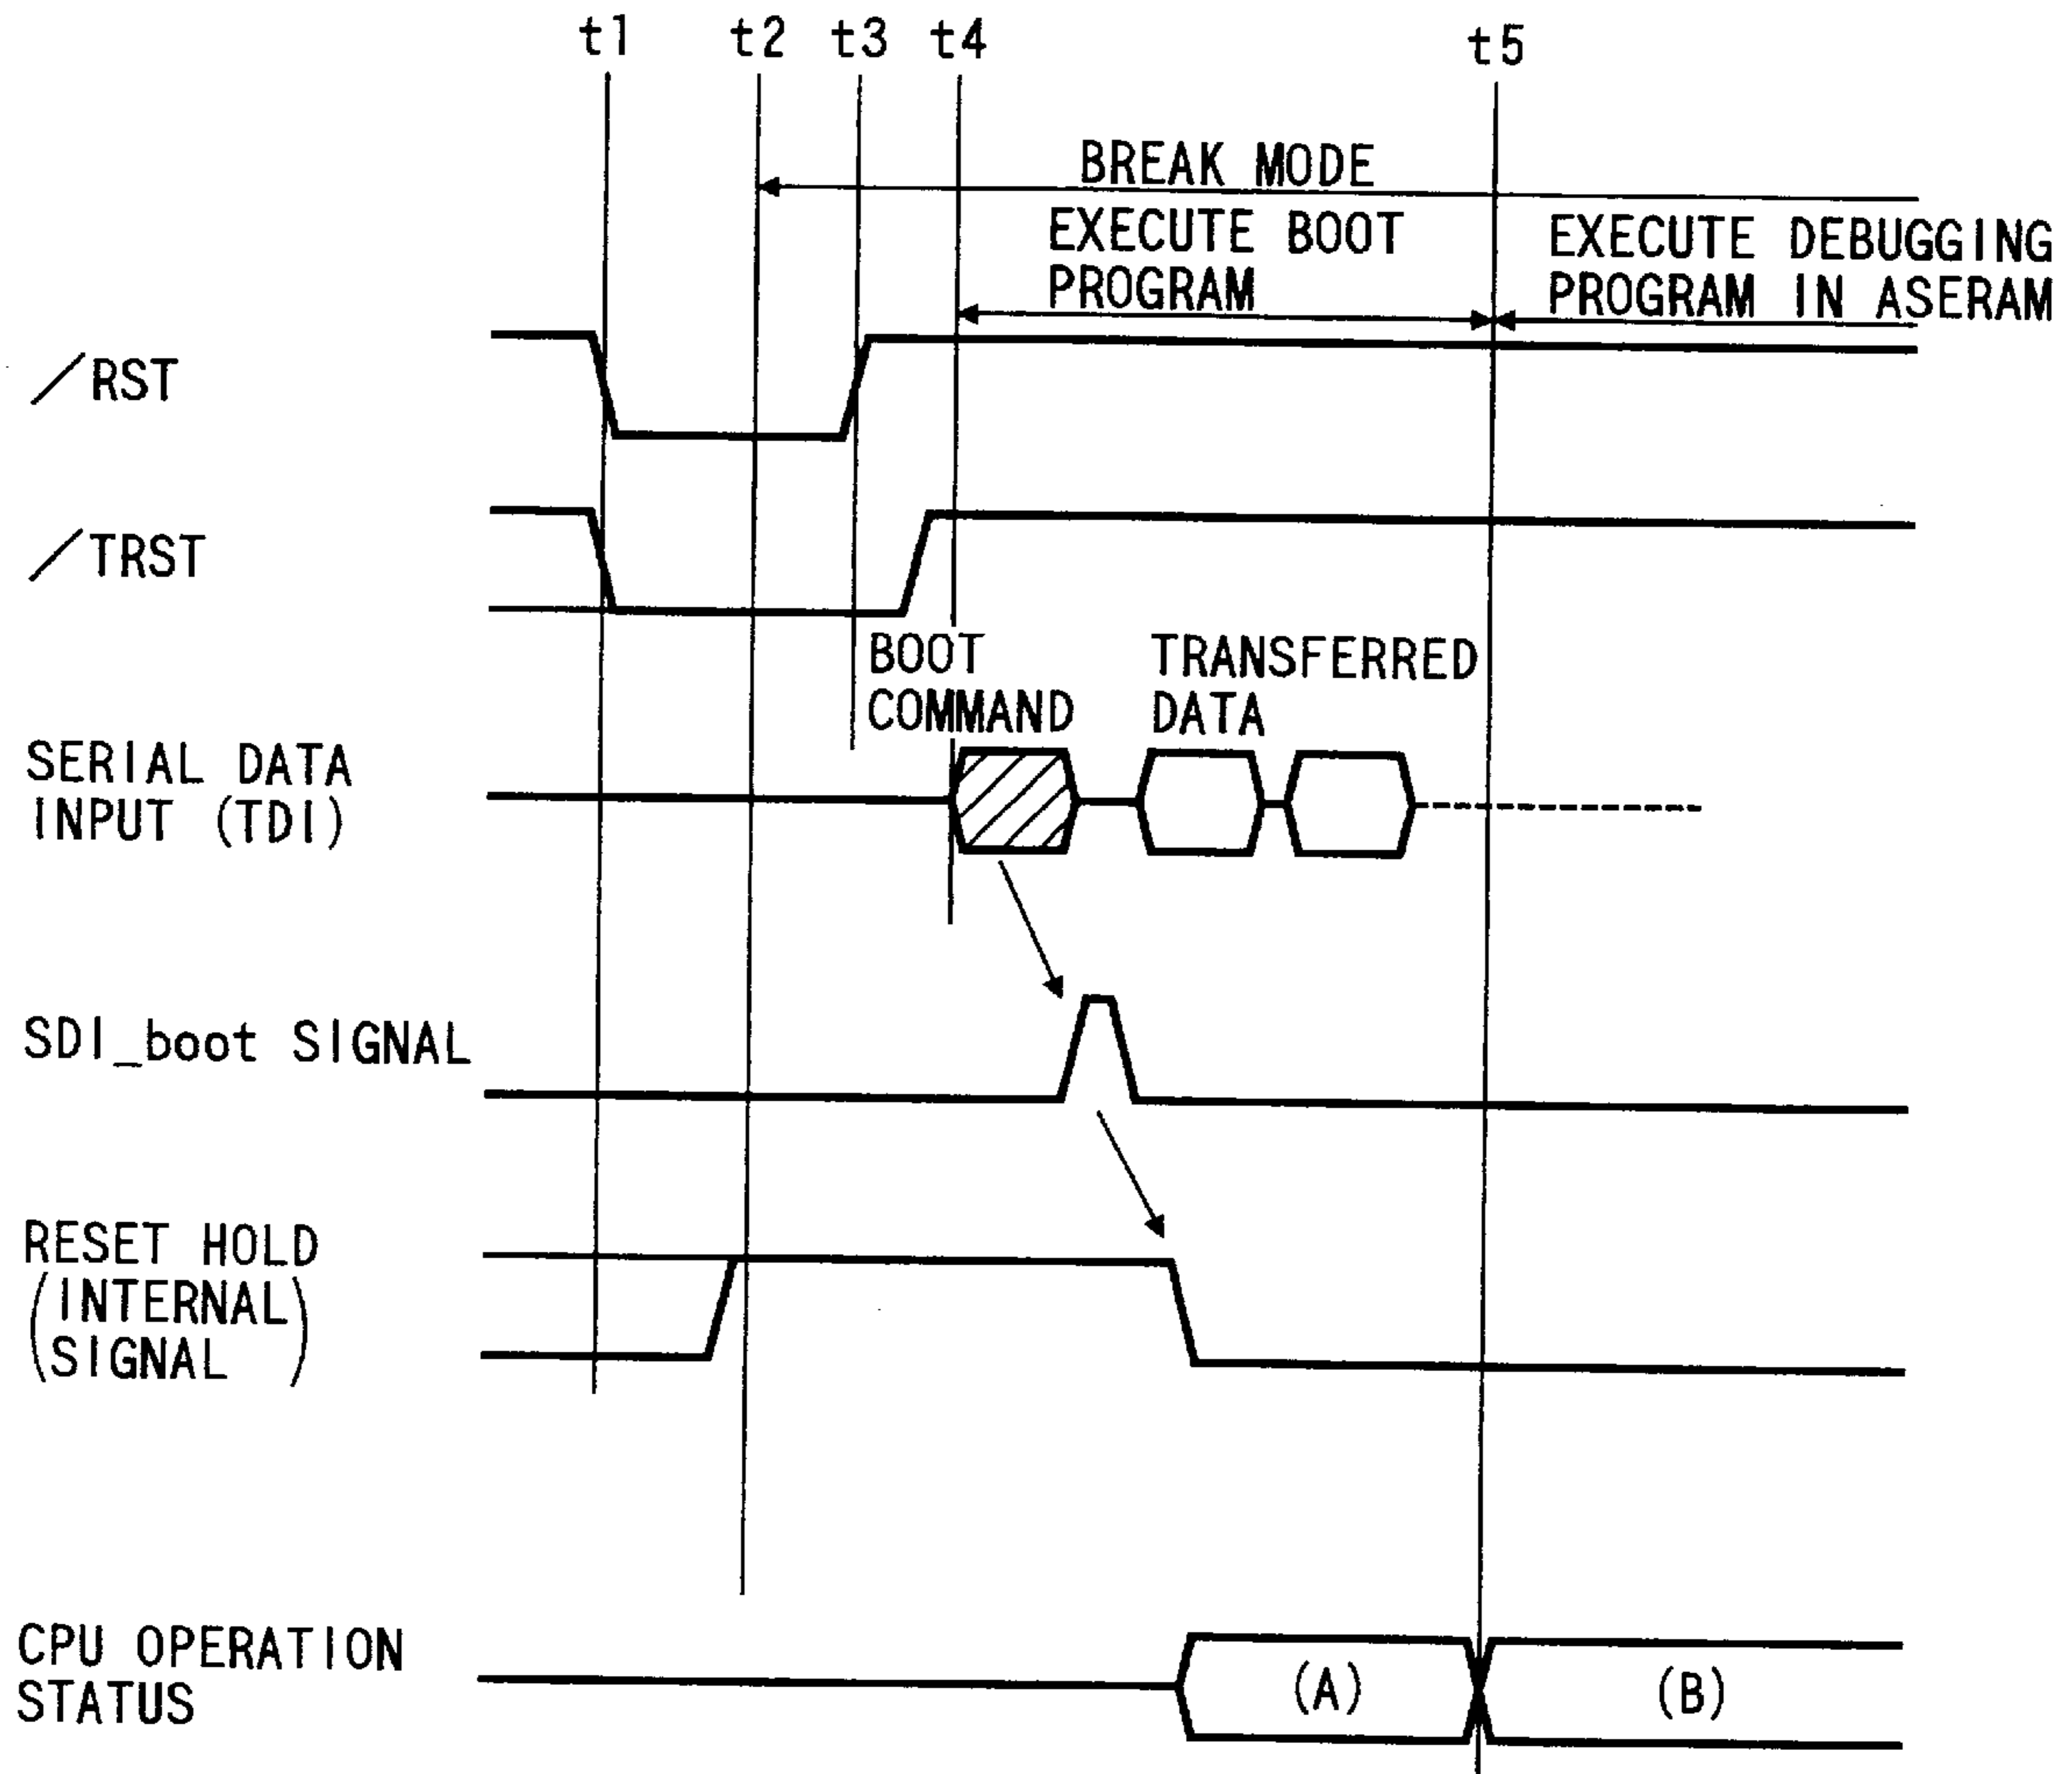 t1 t2 t3 t4 t5
BREAK MODE
EXECUTE BOOT
PROGRAM
EXECUTE DEBUGGING
PROGRAM IN ASERAM
/RST
/TRST
BOOT
COMMAND
TRANSFERRED
DATA
SERIAL DATA
INPUT (TDI)
SDI_boot SIGNAL
RESET HOLD
(INTERNAL
SIGNAL)
CPU OPERATION
STATUS
(A)
(B)